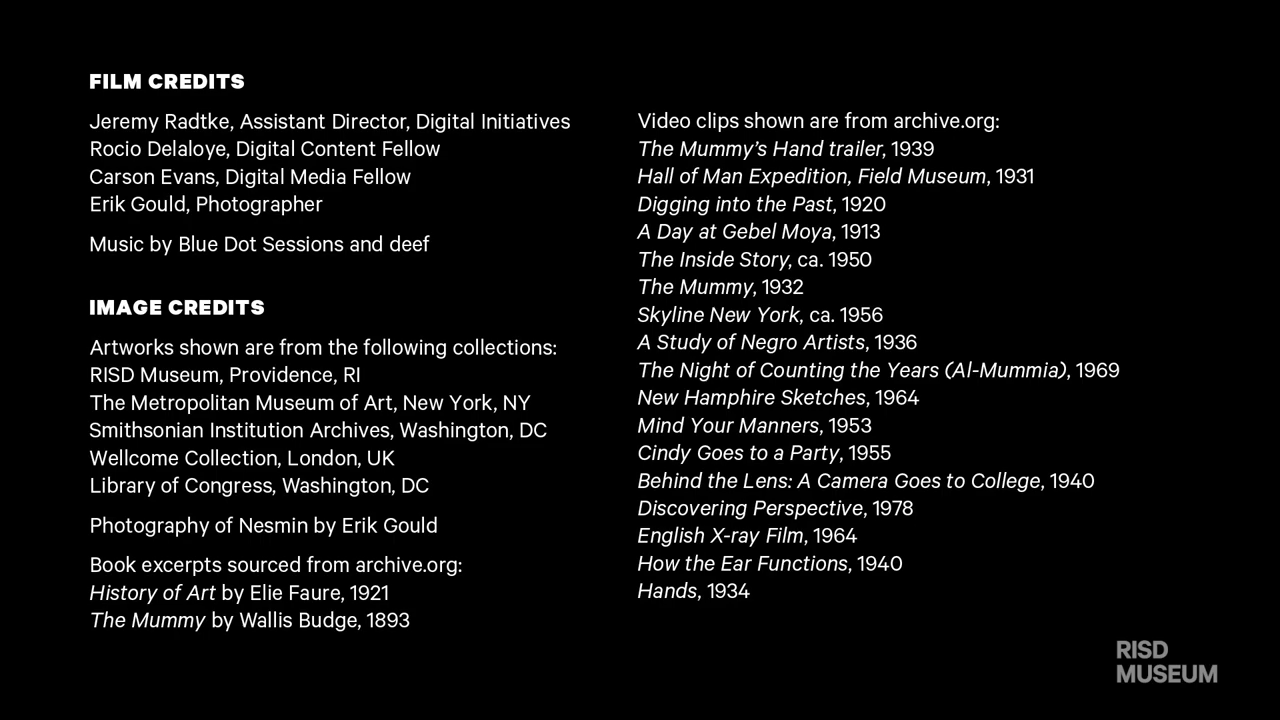 FILM CREDITS
Jeremy Radtke, Assistant Director, Digital Initiatives
Rocio Delaloye, Digital Content Fellow
Carson Evans, Digital Media Fellow
Erik Gould, Photographer
Music by Blue Dot Sessions and deef
IMAGE CREDITS
Artworks shown are from the following collections:
RISD Museum, Providence, RI
The Metropolitan Museum of Art, New York, NY
Smithsonian Institution Archives, Washington, DC
Wellcome Collection, London, UK
Library of Congress, Washington, DC
Photography of Nesmin by Erik Gould
Book excerpts sourced from archive.org:
History of Art by Elie Faure, 1921
The Mummy by Wallis Budge, 1893
Video clips shown are from archive.org:
The Mummy’s Hand trailer, 1939
Hall of Man Expedition, Field Museum, 1931
Digging into the Past, 1920
A Day at Gebel Moya, 1913
The Inside Story, ca. 1950
The Mummy, 1932
Skyline New York, ca. 1956
A Study of Negro Artists, 1936
The Night of Counting the Years (Al-Mummia), 1969
New Hamphire Sketches, 1964
Mind Your Manners, 1953
Cindy Goes to a Party, 1955
Behind the Lens: A Camera Goes to College, 1940
Discovering Perspective, 1978
English X-ray Film, 1964
How the Ear Functions, 1940
Hands, 1934
RISD
MUSEUM